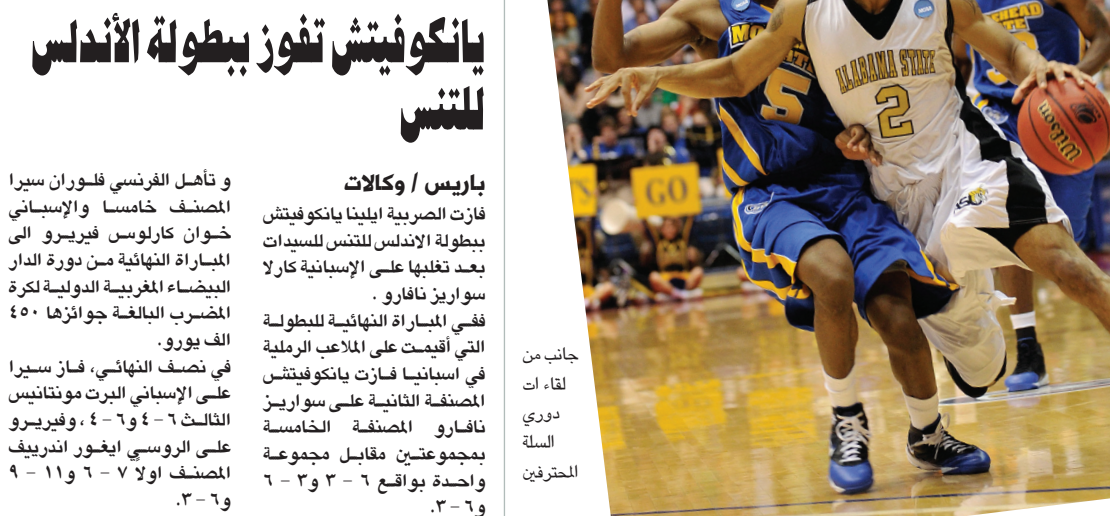 يانكوفيتش تفوز ببطولة الأندلس
للتنس
باريس / وكالات
فازت الصربية ايلينا يانكوفيتش
ببطولة الاندلس للتنس للسيدات
بعد تغلبها على الإسبانية كارلا
سواريز نافارو .
ففي المباراة النهائية للبطولة
التي أقيمت على الملاعب الرملية
في اسبانيا فازت يانكوفيتش
المصنفة الثانية على سواريز
نافارو المصنفة الخامسة
بمجموعتين مقابل مجموعة
واحدة بواقع ٦ - ٣ و٣ - ٦
و٦ - ٣.
و تأهل الفرنسي فلوران سيرا
المصنف خامسا والإسباني
خوان كارلوس فيريرو الى
المباراة النهائية من دورة الدار
البيضاء المغربية الدولية لكرة
المضرب البالغة جوائزها ٤٥٠
الف يورو.
في نصف النهائي، فاز سيرا
على الإسباني البرت مونتانيس
الثالث ٦ - ٤ و٦ - ٤ ، وفيريرو
على الروسي ايغور اندرييف
المصنف اولاً ٧ - ٦ و١١ - ٩
و٦ - ٣.
جانب من
لقاء ات
دوري
السلة
المحترفين
ALABAMA STATE
2
5
GO
Wilson